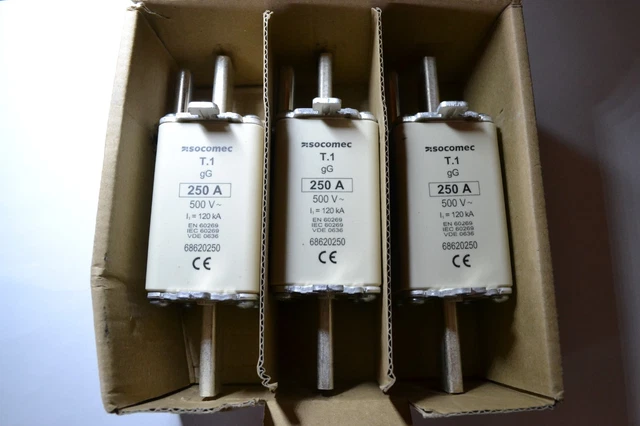 socomec
T.1
gG
250 A
500 V~
I₁ = 120 kA
EN 60269
IEC 60269
VDE 0636
68620250
CE
socomec
T.1
gG
250 A
500 V~
I₁ = 120 kA
EN 60269
IEC 60269
VDE 0636
68620250
CE
socomec
T.1
gG
250 A
500 V~
I₁ = 120 kA
EN 60269
IEC 60269
VDE 0636
68620250
CE